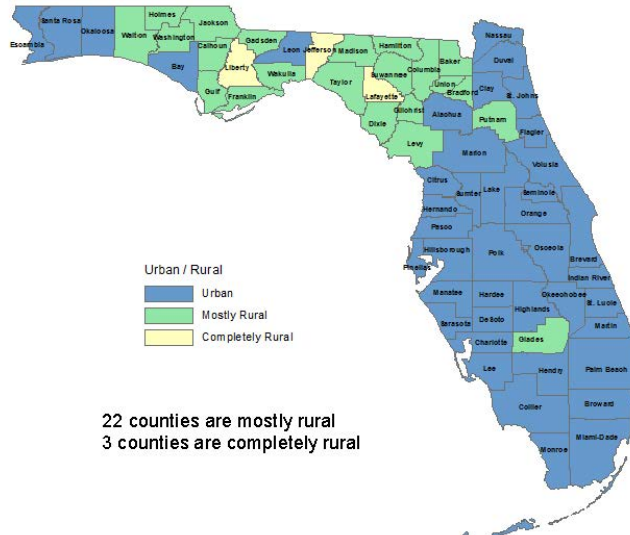 Holmes
Jackson
Santa Rosa
Okaloosa
Walton
Washington
Escambia
Bay
Calhoun
Gadsden
Liberty
Leon
Jefferson
Madison
Hamilton
Gulf
Franklin
Wakulla
Taylor
Suwannee
Columbia
Baker
Nassau
Duval
Lafayette
Union
Bradford
Clay
St. Johns
Gilchrist
Alachua
Putnam
Dixie
Flagler
Levy
Marion
Volusia
Citrus
Sumter
Lake
Seminole
Hernando
Orange
Pasco
Hillsborough
Polk
Osceola
Brevard
Pinellas
Indian River
Manatee
Hardee
Okeechobee
Highlands
St. Lucie
Sarasota
DeSoto
Martin
Charlotte
Glades
Lee
Hendry
Palm Beach
Collier
Broward
Monroe
Miami-Dade
Urban / Rural
Urban
Mostly Rural
Completely Rural
22 counties are mostly rural
3 counties are completely rural